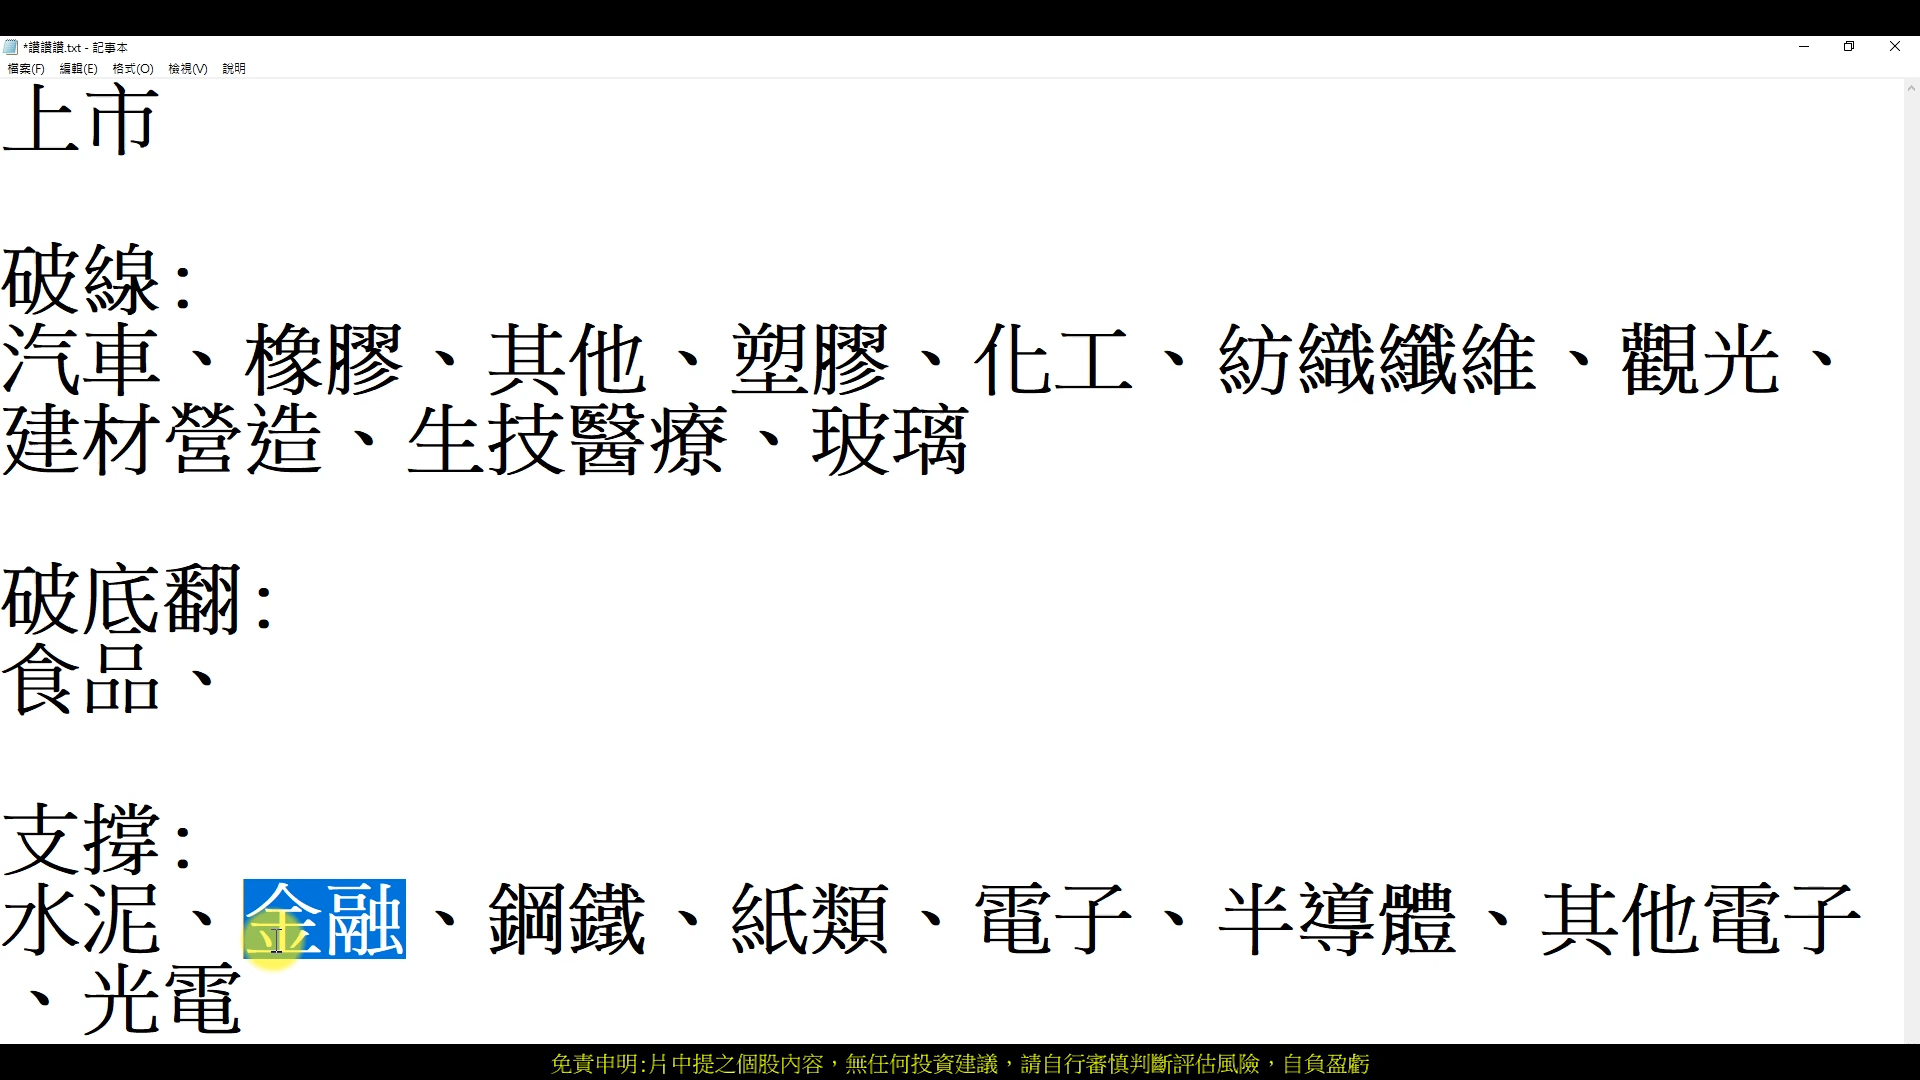 *讚讚讚.txt - 記事本
檔案(F) 編輯(E) 格式(O) 檢視(V) 說明
上市
破線:
汽車、橡膠、其他、塑膠、化工、紡織纖維、觀光、
建材營造、生技醫療、玻璃
破底翻:
食品、
支撐:
水泥、金融、鋼鐵、紙類、電子、半導體、其他電子
、光電
免責申明:片中提之個股內容，無任何投資建議，請自行審慎判斷評估風險，自負盈虧